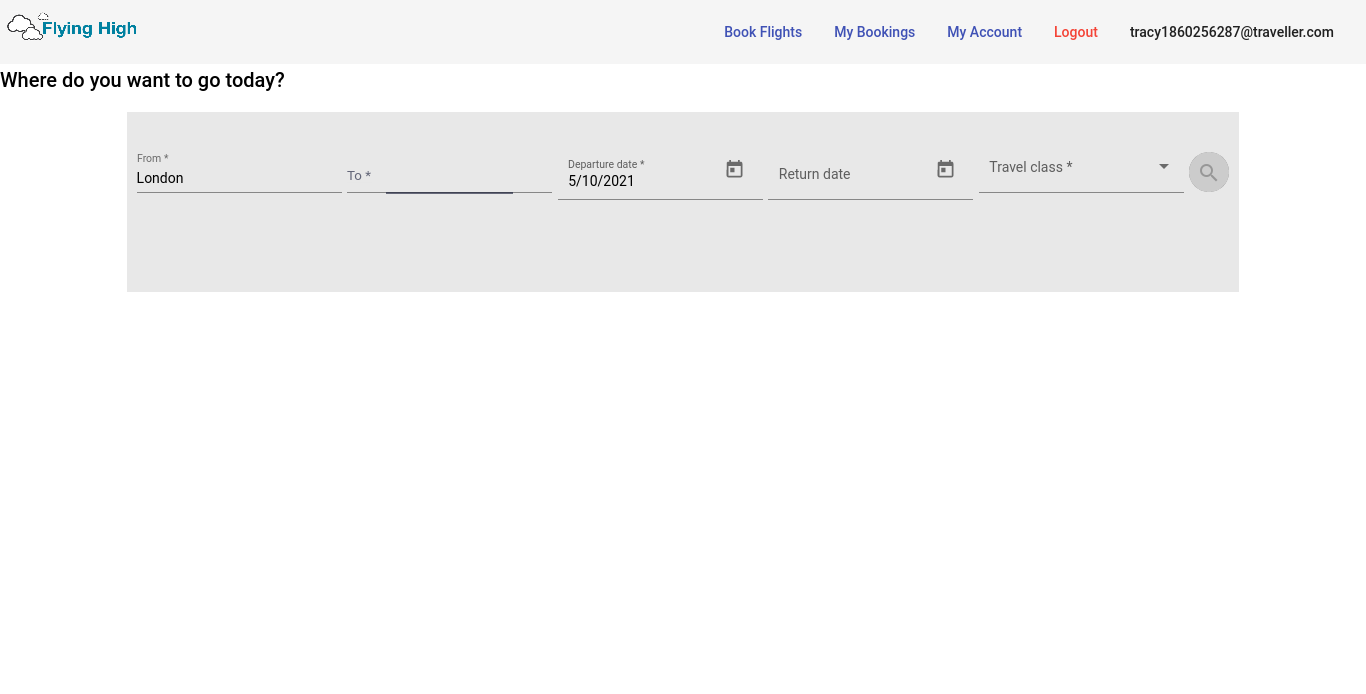 Flying High
Book Flights My Bookings My Account Logout tracy1860256287@traveller.com
Where do you want to go today?
From *
London
To *
Departure date *
5/10/2021
Return date
Travel class *